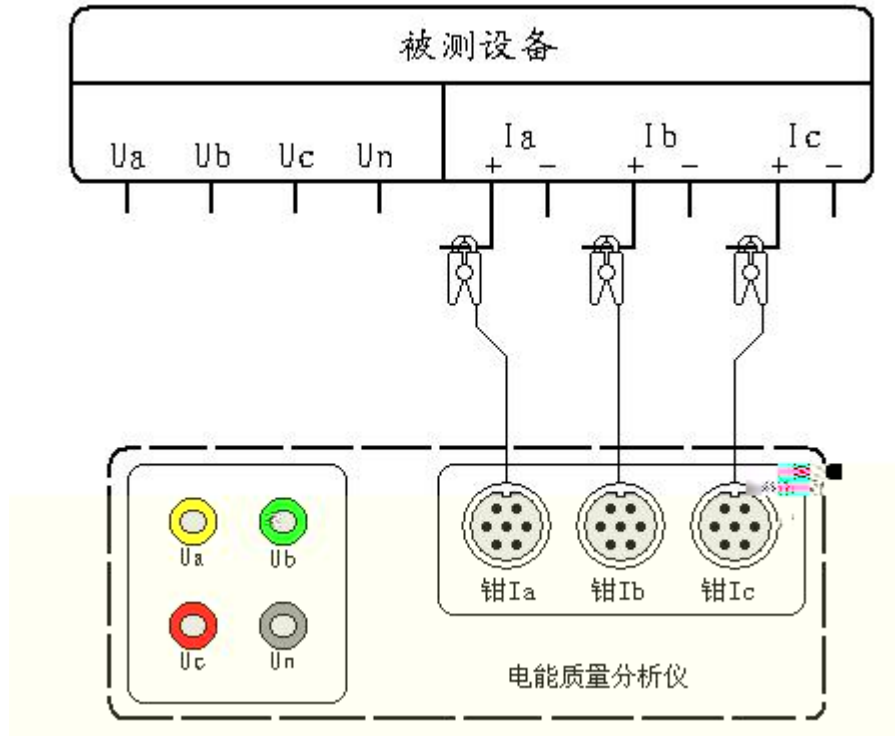 被测设备
Ua Ub Uc Un Ia Ib Ic
+ - + - + -
钳Ia 钳Ib 钳Ic
Ua Ub
Uc Un
电能质量分析仪